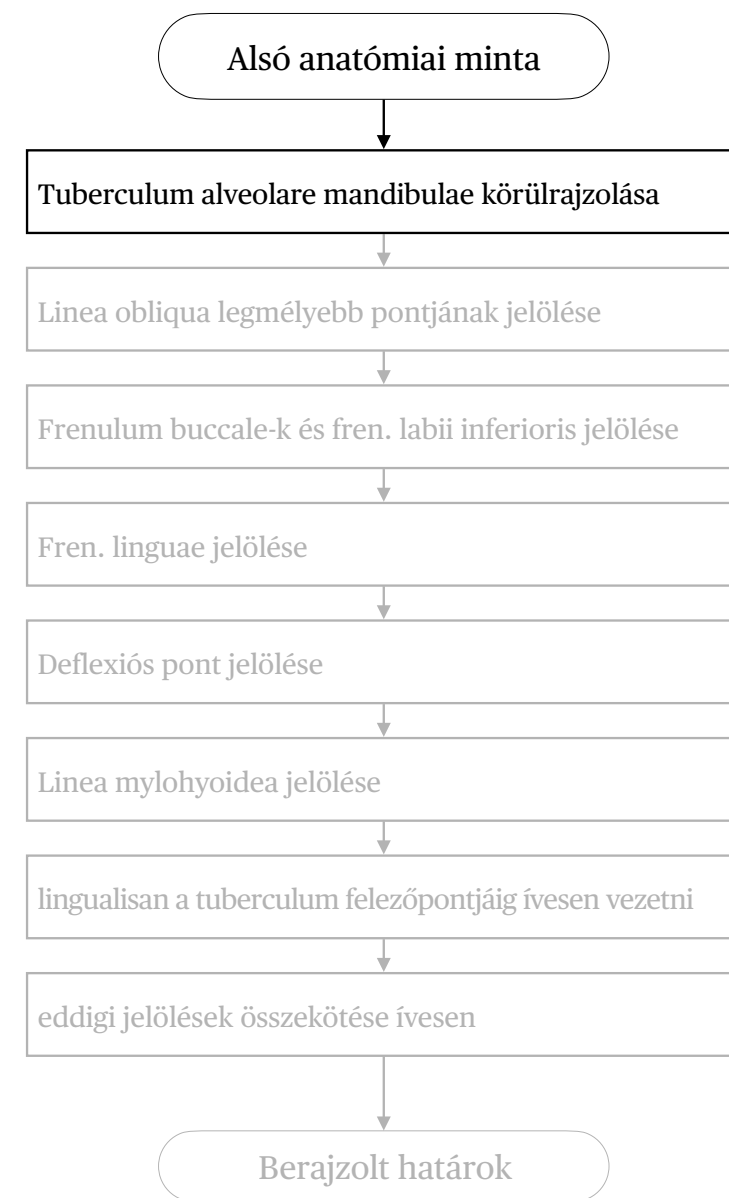 Alsó anatómiai minta
Tuberculum alveolare mandibulae körülrajzolása
Linea obliqua legmélyebb pontjának jelölése
Frenulum buccale-k és fren. labii inferioris jelölése
Fren. linguae jelölése
Deflexiós pont jelölése
Linea mylohyoidea jelölése
lingualisan a tuberculum felezőpontjáig ívesen vezetni
eddigi jelölések összekötése ívesen
Berajzolt határok